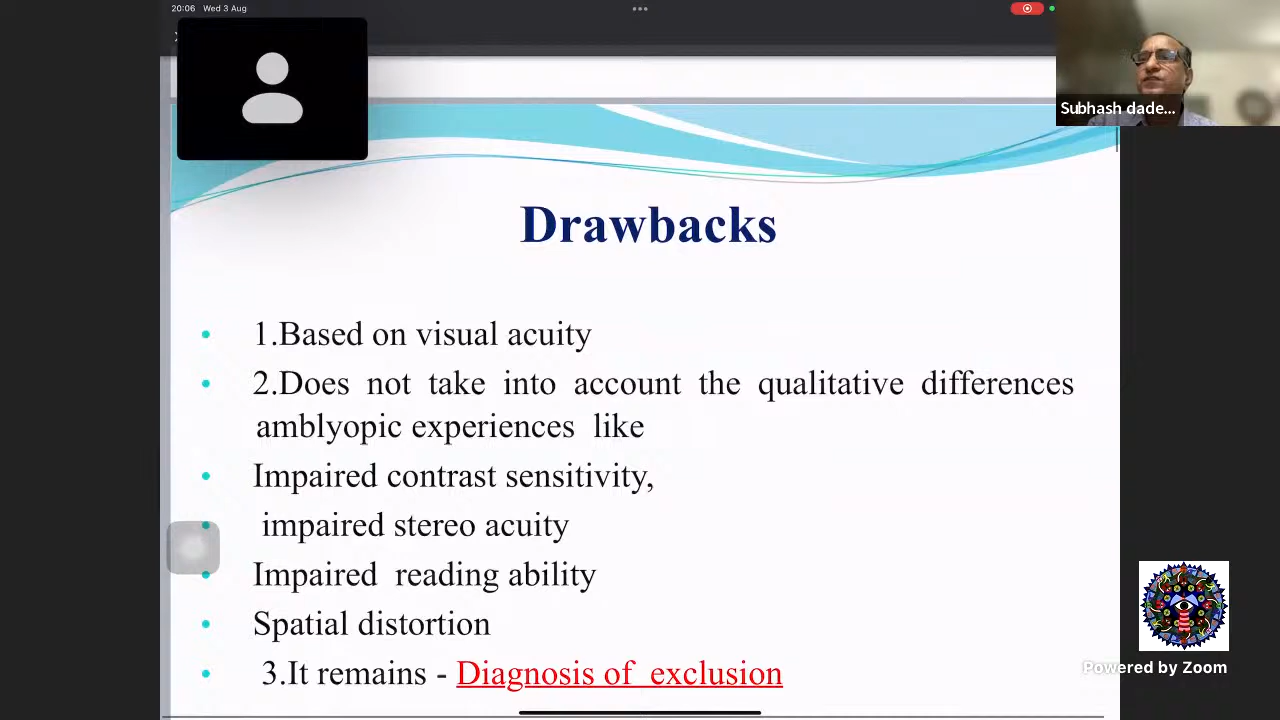 20:06 Wed 3 Aug
Subhash dade...
Drawbacks
1.Based on visual acuity
2.Does not take into account the qualitative differences
amblyopic experiences like
Impaired contrast sensitivity,
impaired stereo acuity
Impaired reading ability
Spatial distortion
3.It remains - Diagnosis of exclusion
Powered by Zoom